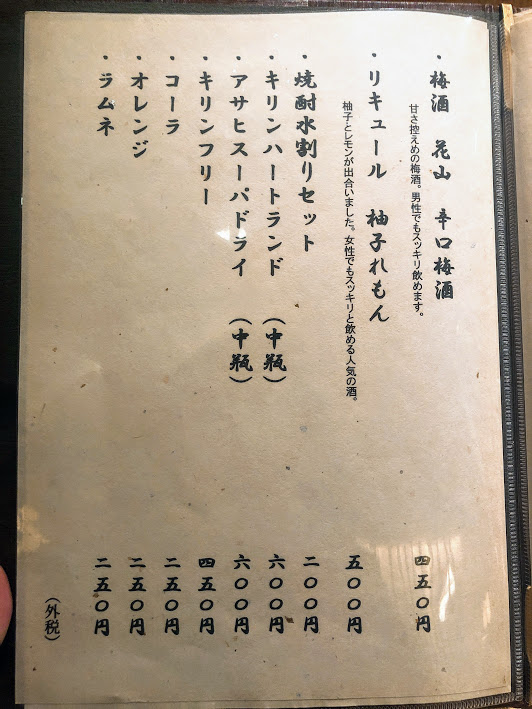 ・梅酒 花山 辛口梅酒 四五〇円
甘さ控えめの梅酒。男性でもスッキリ飲めます。
・リキュール 柚子れもん 五〇〇円
柚子とレモンが出合いました。女性でもスッキリと飲める人気の酒。
・焼酎水割りセット 二〇〇円
・キリンハートランド (中瓶) 六〇〇円
・アサヒスーパドライ (中瓶) 六〇〇円
・キリンフリー 四五〇円
・コーラ 二五〇円
・オレンジ 二五〇円
・ラムネ 二五〇円
(外税)